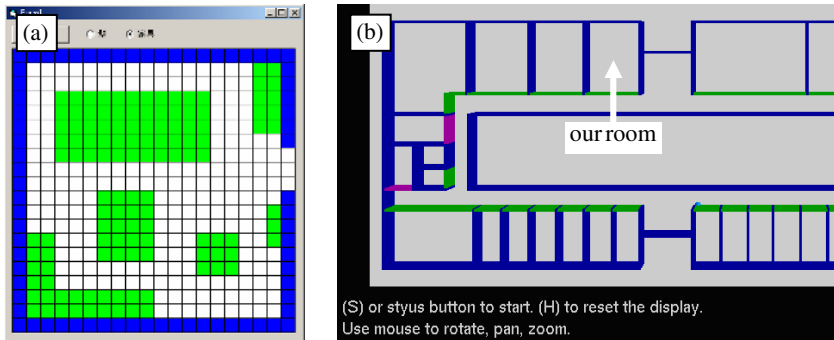 (a)
(b)
our room
(S) or styus button to start. (H) to reset the display.
Use mouse to rotate, pan, zoom.